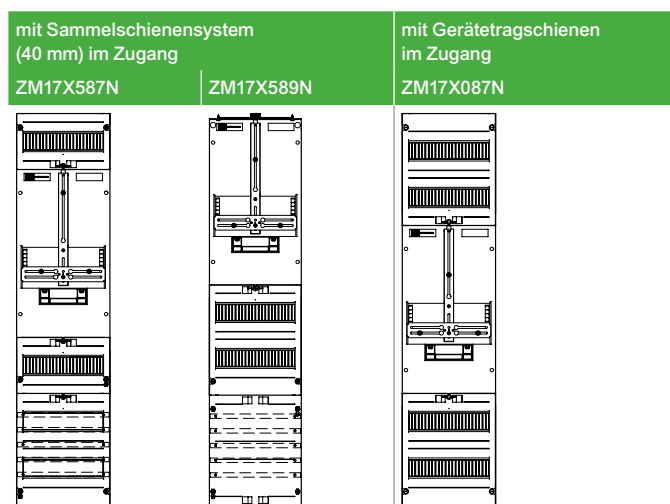 mit Sammelschienensystem
(40 mm) im Zugang
mit Gerätetragschienen
im Zugang
ZM17X587N
ZM17X589N
ZM17X087N